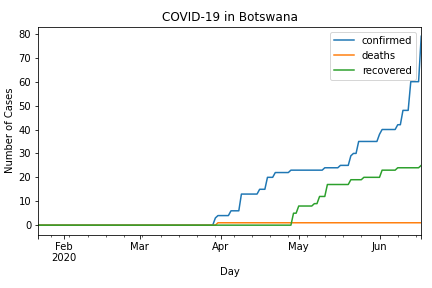 COVID-19 in Botswana
confirmed
deaths
recovered
Number of Cases
80
70
60
50
40
30
20
10
0
Feb Mar Apr May Jun
2020
Day